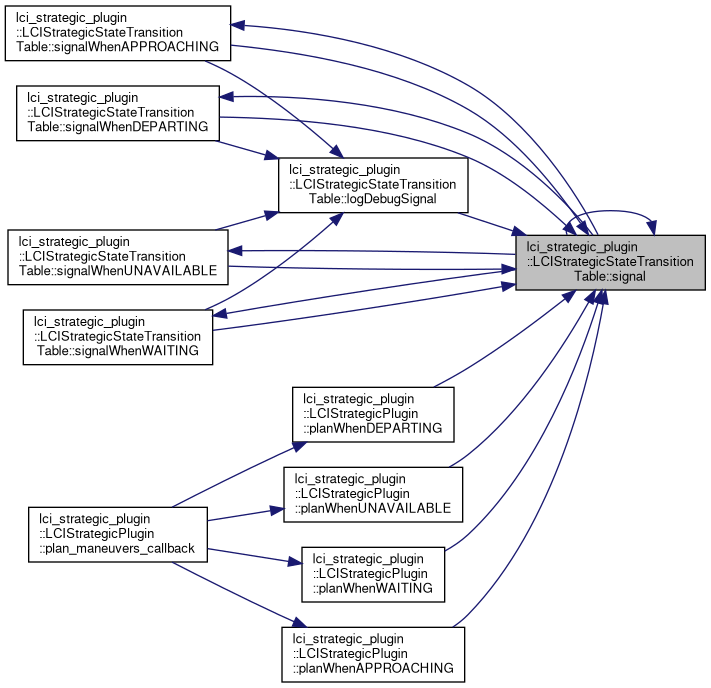 lci_strategic_plugin
::LCIStrategicStateTransition
Table::signalWhenAPPROACHING
lci_strategic_plugin
::LCIStrategicStateTransition
Table::signalWhenDEPARTING
lci_strategic_plugin
::LCIStrategicStateTransition
Table::logDebugSignal
lci_strategic_plugin
::LCIStrategicStateTransition
Table::signalWhenUNAVAILABLE
lci_strategic_plugin
::LCIStrategicStateTransition
Table::signal
lci_strategic_plugin
::LCIStrategicStateTransition
Table::signalWhenWAITING
lci_strategic_plugin
::LCIStrategicPlugin
::planWhenDEPARTING
lci_strategic_plugin
::LCIStrategicPlugin
::planWhenUNAVAILABLE
lci_strategic_plugin
::LCIStrategicPlugin
::plan_maneuvers_callback
lci_strategic_plugin
::LCIStrategicPlugin
::planWhenWAITING
lci_strategic_plugin
::LCIStrategicPlugin
::planWhenAPPROACHING